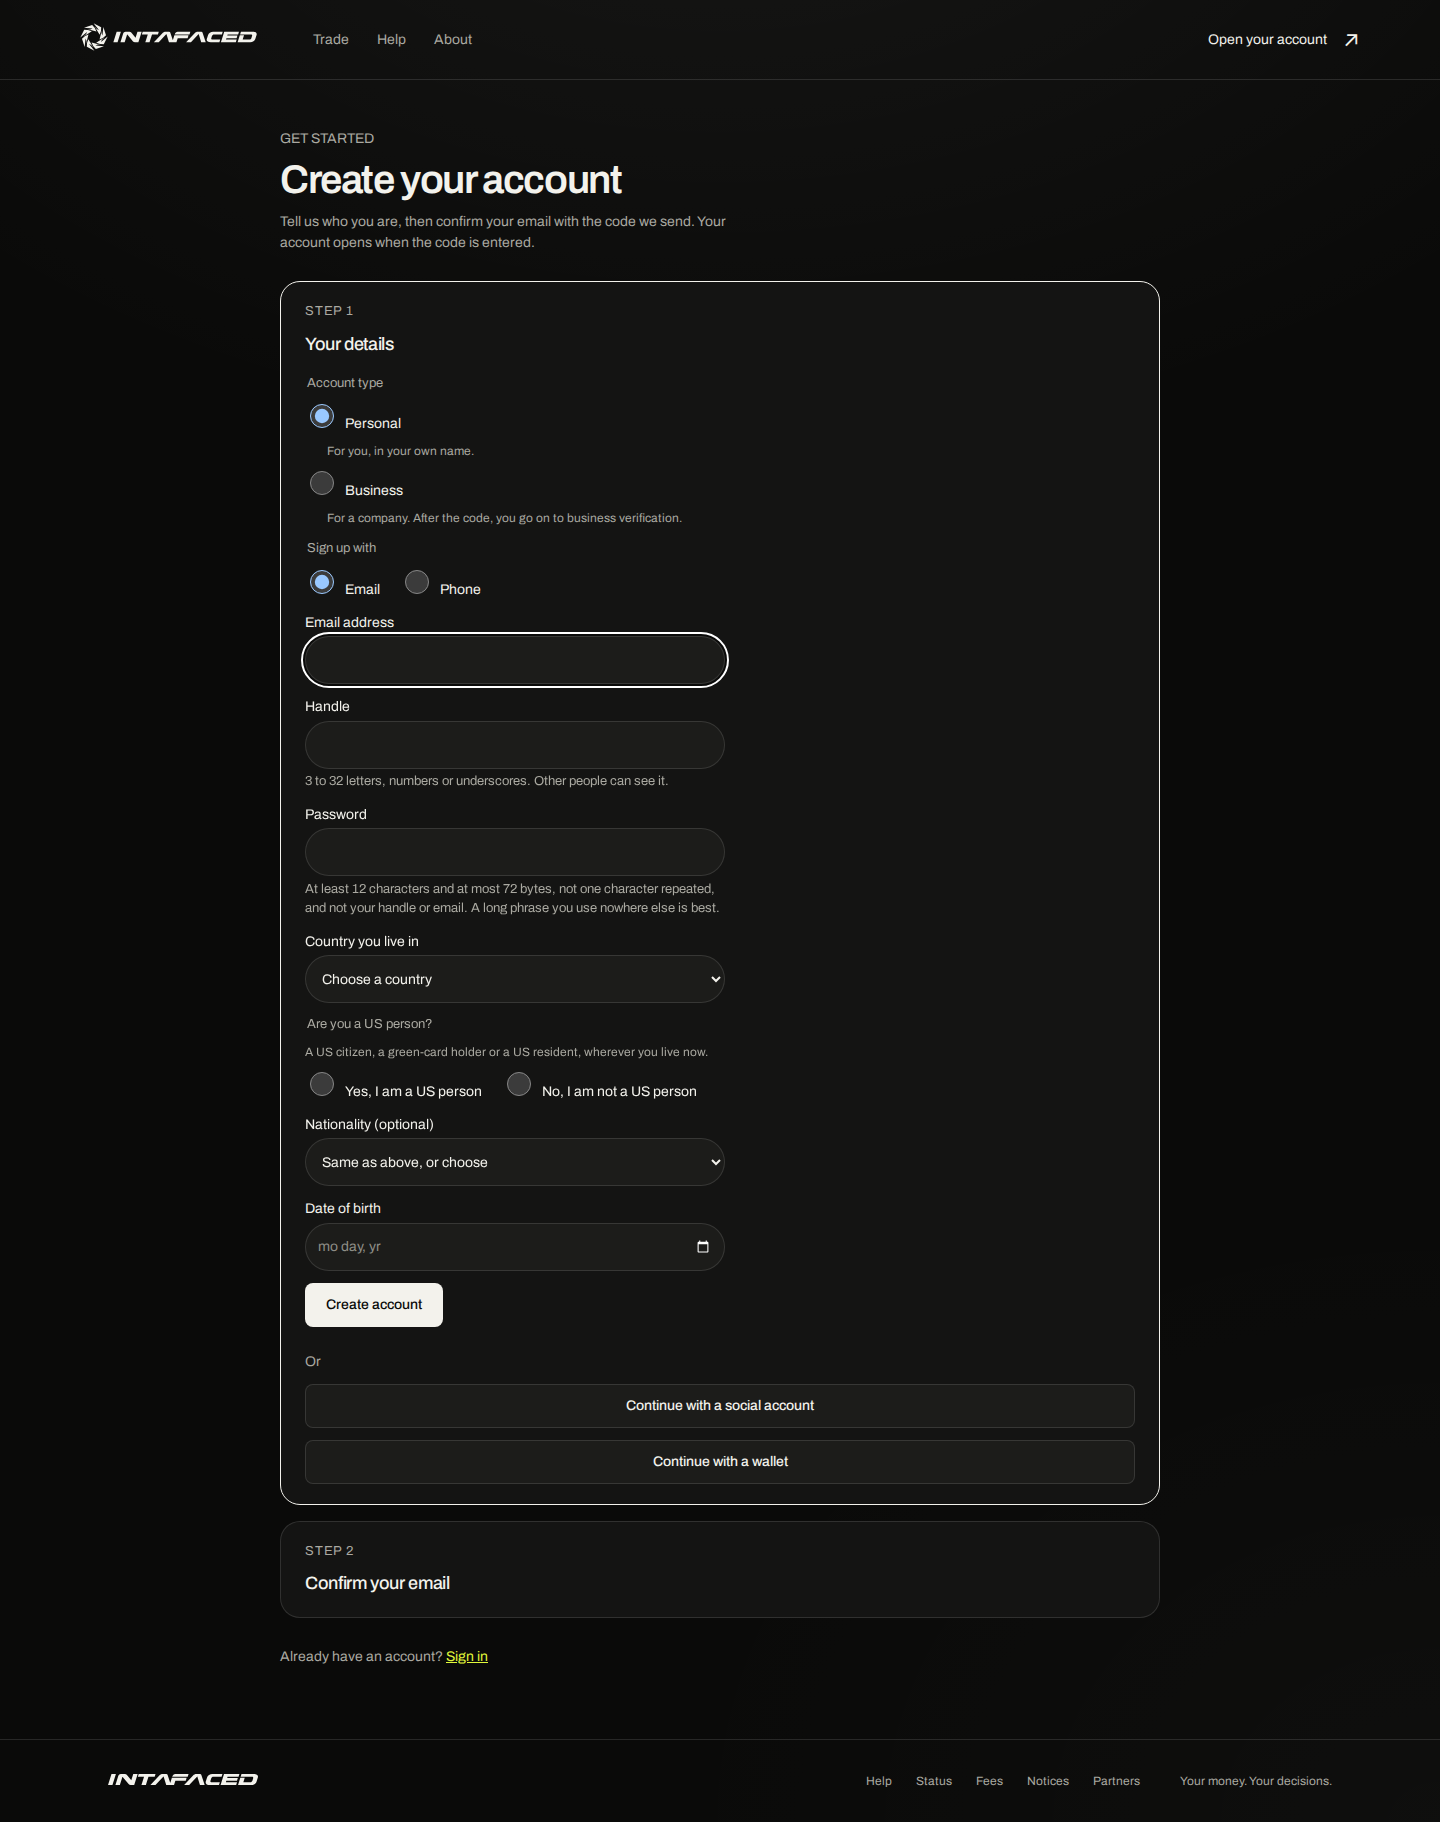 INTAFACED
Trade
Help
About
Open your account
GET STARTED
Create your account
Tell us who you are, then confirm your email with the code we send. Your
account opens when the code is entered.
STEP 1
Your details
Account type
Personal
For you, in your own name.
Business
For a company. After the code, you go on to business verification.
Sign up with
Email
Phone
Email address
Handle
3 to 32 letters, numbers or underscores. Other people can see it.
Password
At least 12 characters and at most 72 bytes, not one character repeated,
and not your handle or email. A long phrase you use nowhere else is best.
Country you live in
Choose a country
Are you a US person?
A US citizen, a green-card holder or a US resident, wherever you live now.
Yes, I am a US person
No, I am not a US person
Nationality (optional)
Same as above, or choose
Date of birth
mo day, yr
Create account
Or
Continue with a social account
Continue with a wallet
STEP 2
Confirm your email
Already have an account? Sign in
INTAFACED
Help
Status
Fees
Notices
Partners
Your money. Your decisions.